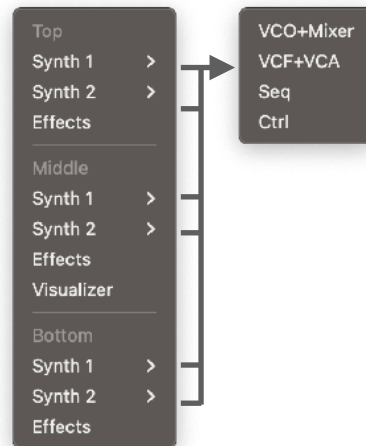 Top
Synth 1 >
Synth 2 >
Effects
Middle
Synth 1 >
Synth 2 >
Effects
Visualizer
Bottom
Synth 1 >
Synth 2 >
Effects
VCO+Mixer
VCF+VCA
Seq
Ctrl